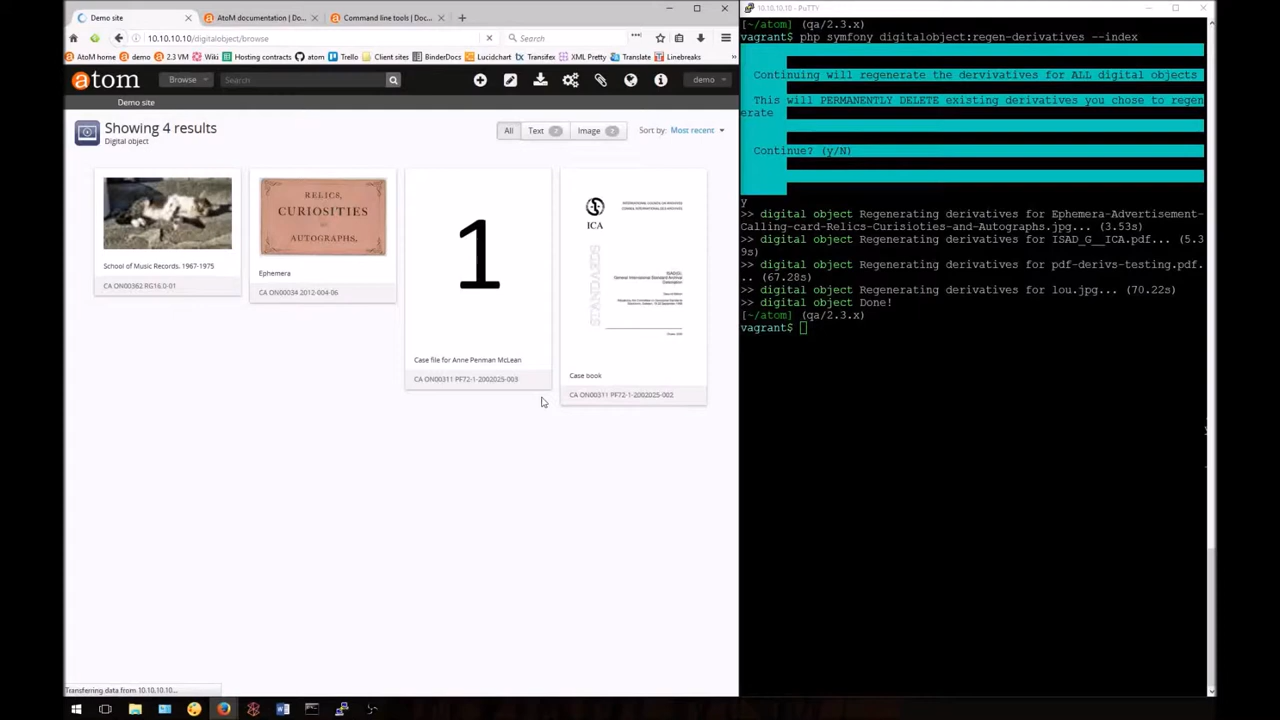 Demo site
AtoM documentation | Do...
Command line tools | Doc...
10.10.10.10/digitalobject/browse
Search
AtoM home
demo
2.3 VM
Wiki
Hosting contracts
atom
Trello
Client sites
BinderDocs
Lucidchart
Transifex
XML Pretty
Translate
Linebreaks
atom
Browse
Search
demo
Demo site
Showing 4 results
Digital object
All
Text 2
Image 2
Sort by: Most recent
School of Music Records, 1967-1975
CA ON00362 RG16.0-01
RELICS,
CURIOSITIES
AUTOGRAPHS,
Ephemera
CA ON00034 2012-004-06
1
Case file for Anne Penman McLean
CA ON00311 PF72-1-2002025-003
ICA
STANDARDS
Case book
CA ON00311 PF72-1-2002025-002
Transferring data from 10.10.10.10...
10.10.10.10 - PuTTY
[~/atom] (qa/2.3.x)
vagrant$ php symfony digitalobject:regen-derivatives --index
Continuing will regenerate the dervivatives for ALL digital objects
This will PERMANENTLY DELETE existing derivatives you chose to regen
erate
Continue? (y/N)
y
>> digital object Regenerating derivatives for Ephemera-Advertisement-
Calling-card-Relics-Curisioties-and-Autographs.jpg... (3.53s)
>> digital object Regenerating derivatives for ISAD_G__ICA.pdf... (5.3
9s)
>> digital object Regenerating derivatives for pdf-derivs-testing.pdf.
.. (67.28s)
>> digital object Regenerating derivatives for lou.jpg... (70.22s)
>> digital object Done!
[~/atom] (qa/2.3.x)
vagrant$